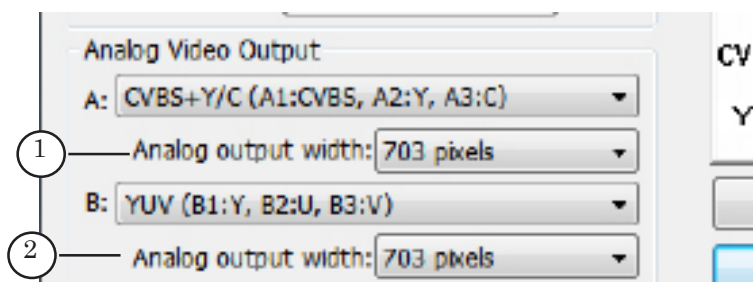 Analog Video Output
A: CVBS+Y/C (A1:CVBS, A2:Y, A3:C)
CV
Y
1 Analog output width: 703 pixels
B: YUV (B1:Y, B2:U, B3:V)
2 Analog output width: 703 pixels